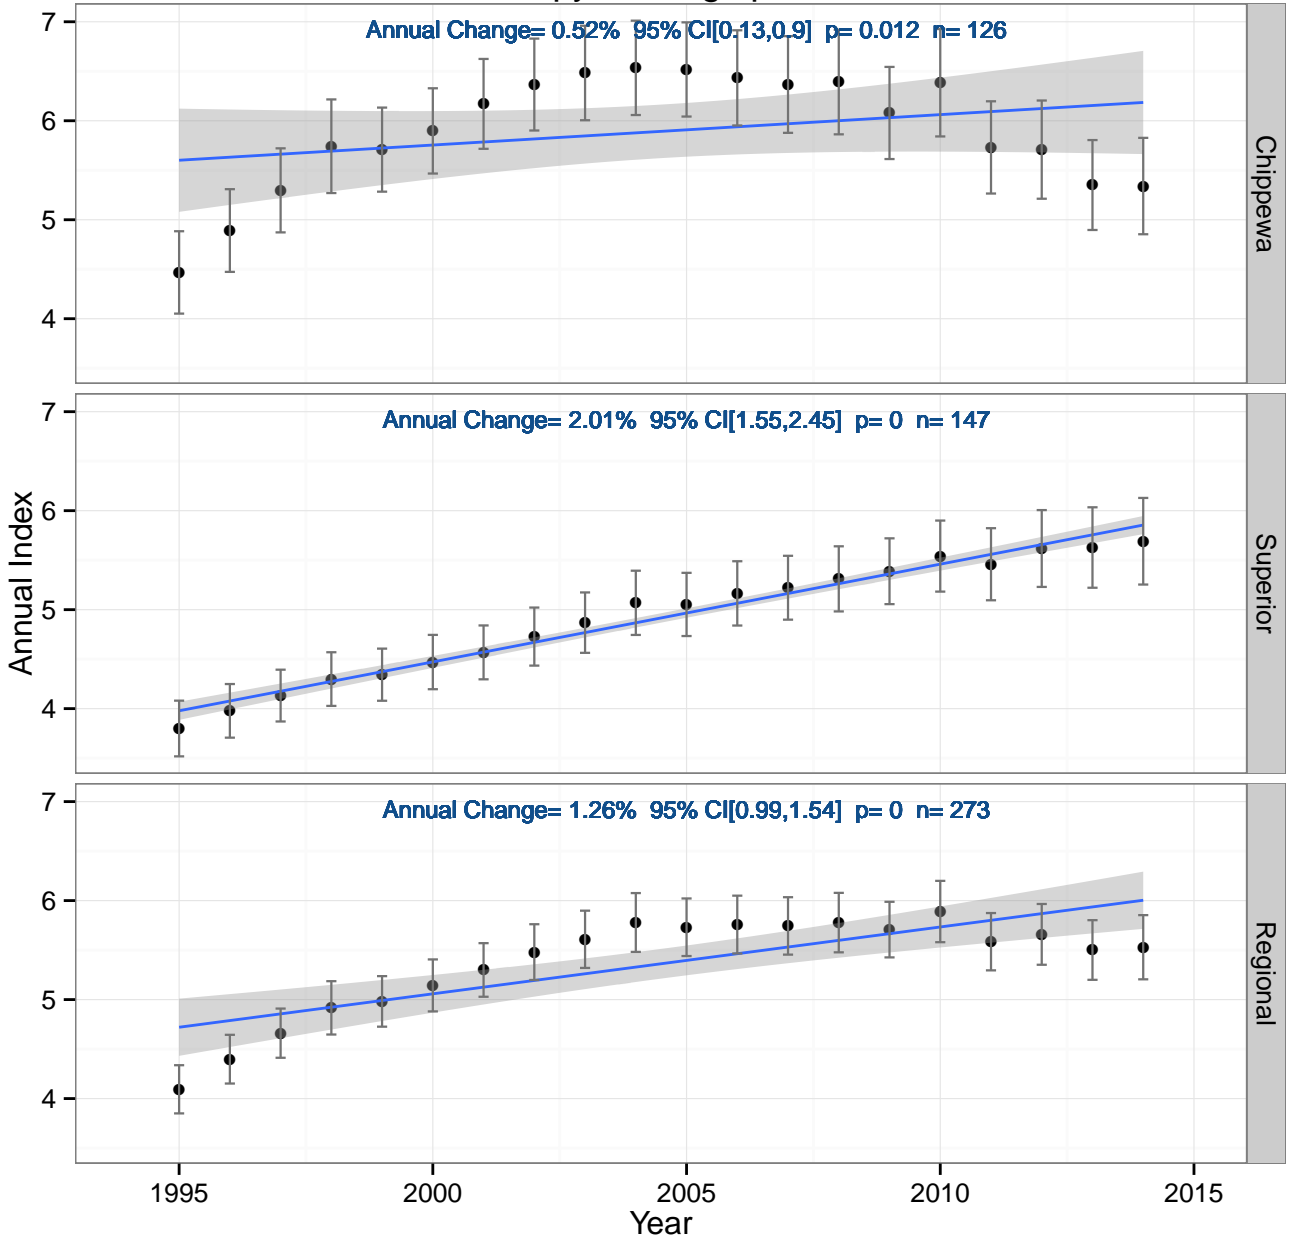 7
Annual Change= 0.52% 95% CI[0.13,0.9] p= 0.012 n= 126
6
5
4
Chippewa
7
Annual Change= 2.01% 95% CI[1.55,2.45] p= 0 n= 147
6
5
4
Superior
Annual Index
7
Annual Change= 1.26% 95% CI[0.99,1.54] p= 0 n= 273
6
5
4
Regional
1995 2000 2005 2010 2015
Year